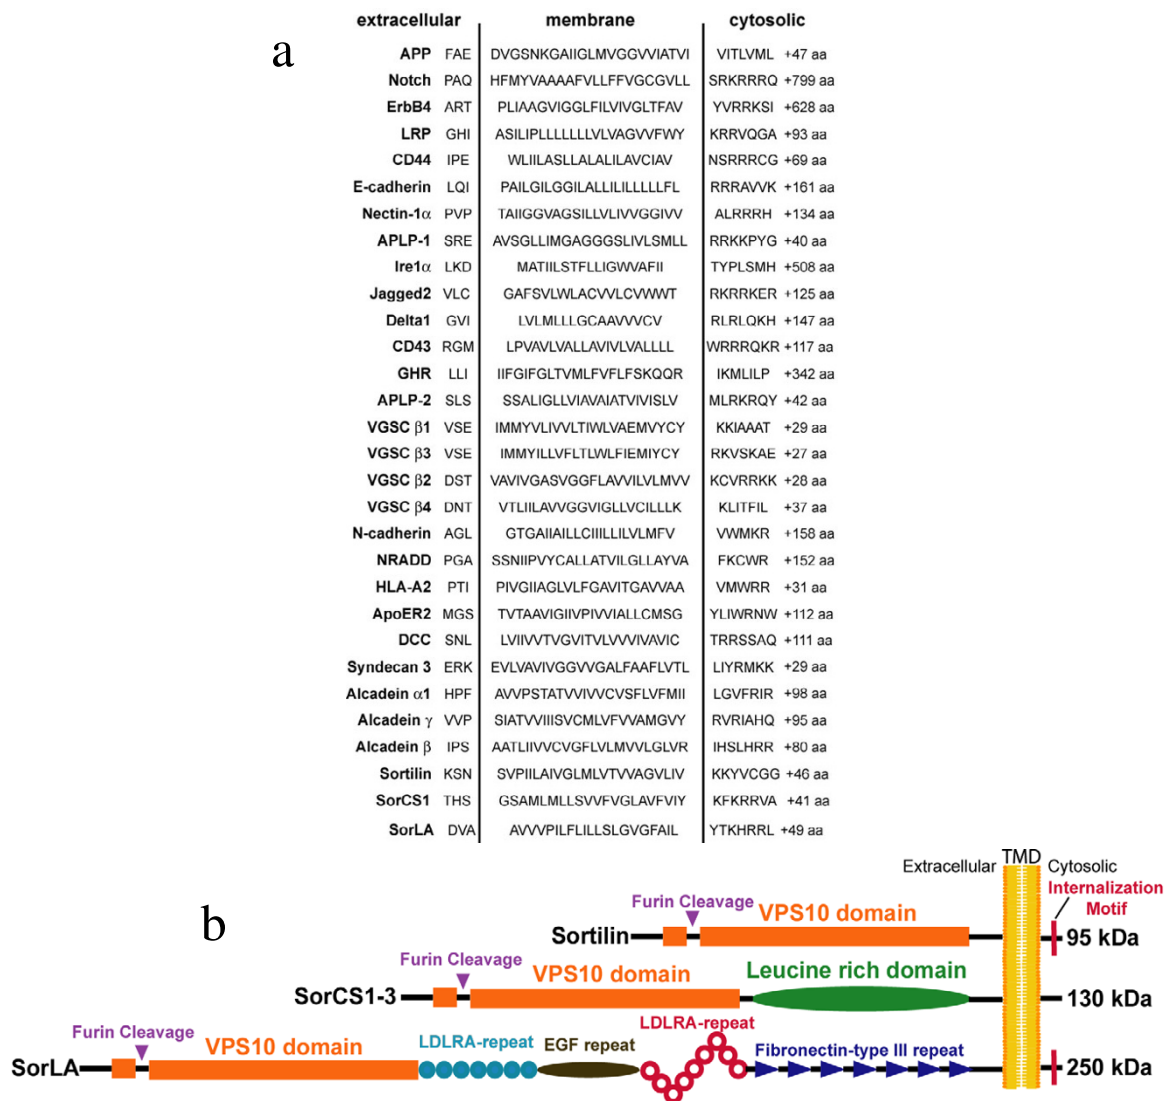 extracellular membrane cytosolic
a
APP FAE DVGSNKGAIIGLMVGGVVIATVI VITLVML +47 aa
Notch PAQ HFMYVAAAAFVLLFFVGCGVLL SRKRRRQ +799 aa
ErbB4 ART PLIAAGVIGGLFILVIVGLTFAV YVRRKSI +628 aa
LRP GHI ASILIPLLLLLLLVLVAGVVFWY KRRVQGA +93 aa
CD44 IPE WLIILASLLALALILAVCIAV NSRRRCG +69 aa
E-cadherin LQI PAILGILGGILALLILILLLLLFL RRRAVVK +161 aa
Nectin-1α PVP TAIIGGVAGSILLVLIVVGGIVV ALRRRH +134 aa
APLP-1 SRE AVSGLLIMGAGGGSLIVLSMLL RRKKPYG +40 aa
Ire1α LKD MATIILSTFLLIGWVAFII TYPLSMH +508 aa
Jagged2 VLC GAFSVLWLACVVLCVWWT RKRRKER +125 aa
Delta1 GVI LVLMLLLGCAAVVVCV RLRLQKH +147 aa
CD43 RGM LPVAVLVALLAVIVLVALLLL WRRRQKR +117 aa
GHR LLI IIFGIFGLTVMLFVFLFSKQQR IKMLILP +342 aa
APLP-2 SLS SSALIGLLVIAVAIATVIVISLV MLRKRQY +42 aa
VGSC β1 VSE IMMYVLIVVLTIWLVAEMVYCY KKIAAAT +29 aa
VGSC β3 VSE IMMYILLVFLTLWLFIEMIYCY RKVSKAE +27 aa
VGSC β2 DST VAVIVGASVGGFLAVVILVLMVV KCVRRKK +28 aa
VGSC β4 DNT VTLIILAVVGGVIGLLVCILLLK KLITFIL +37 aa
N-cadherin AGL GTGAIIAILLCIIILLILVLMFV VWMKR +158 aa
NRADD PGA SSNIIPVYCALLATVILGLLAYVA FKCWR +152 aa
HLA-A2 PTI PIVGIIAGLVLFGAVITGAVVAA VMWRR +31 aa
ApoER2 MGS TVTAAVIGIIVPIVVIALLCMSG YLIWRNW +112 aa
DCC SNL LVIIVVTVGVITVLVVVIVAVIC TRRSSAQ +111 aa
Syndecan 3 ERK EVLVAVIVGGVVGALFAAFLVTL LIYRMKK +29 aa
Alcadein α1 HPF AVVPSTATVVIVVCVSFLVFMII LGVFRIR +98 aa
Alcadein γ VVP SIATVVIIISVCMLVFVVAMGVY RVRIAHQ +95 aa
Alcadein β IPS AATLIIVVCVGFLVLMVVLGLVR IHSLHRR +80 aa
Sortilin KSN SVPIILAIVGLMLVTVVAGVLIV KKYVCGG +46 aa
SorCS1 THS GSAMLMLLSVVFVGLAVFVIY KFKRRVA +41 aa
SorLA DVA AVVVPILFLILLSLGVGFAIL YTKHRRL +49 aa
Extracellular TMD Cytosolic
Internalization
Motif
b
Furin Cleavage VPS10 domain
Sortilin 95 kDa
Furin Cleavage VPS10 domain Leucine rich domain
SorCS1-3 130 kDa
Furin Cleavage VPS10 domain LDLRA-repeat EGF repeat LDLRA-repeat Fibronectin-type III repeat
SorLA 250 kDa